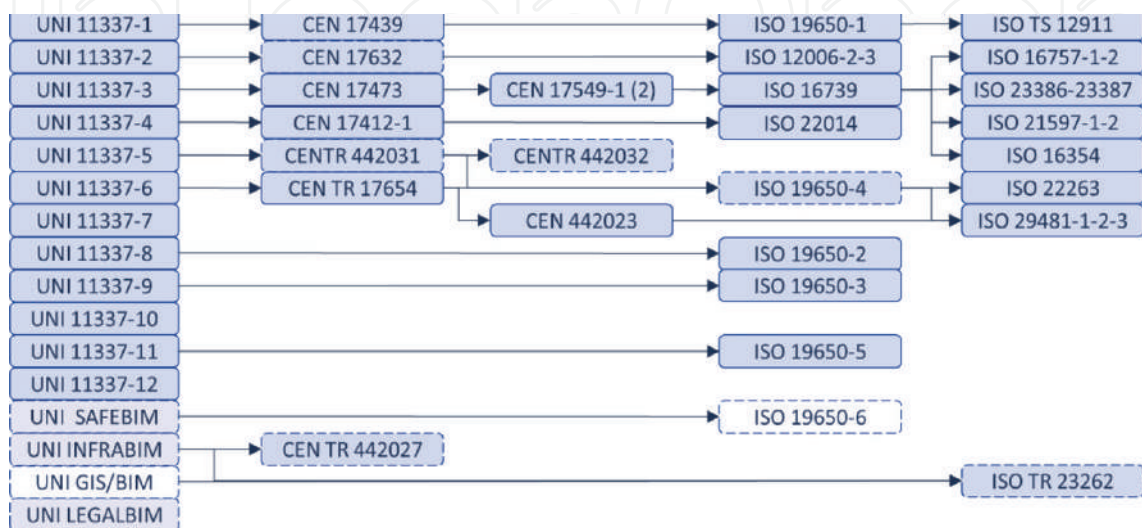 UNI 11337-1 CEN 17439 ISO 19650-1 ISO TS 12911
UNI 11337-2 CEN 17632 ISO 12006-2-3 ISO 16757-1-2
UNI 11337-3 CEN 17473 CEN 17549-1 (2) ISO 16739 ISO 23386-23387
UNI 11337-4 CEN 17412-1 ISO 22014 ISO 21597-1-2
UNI 11337-5 CENTR 442031 CENTR 442032 ISO 16354
UNI 11337-6 CEN TR 17654 ISO 19650-4 ISO 22263
UNI 11337-7 CEN 442023 ISO 29481-1-2-3
UNI 11337-8 ISO 19650-2
UNI 11337-9 ISO 19650-3
UNI 11337-10
UNI 11337-11 ISO 19650-5
UNI 11337-12
UNI SAFEBIM ISO 19650-6
UNI INFRABIM CEN TR 442027
UNI GIS/BIM ISO TR 23262
UNI LEGALBIM